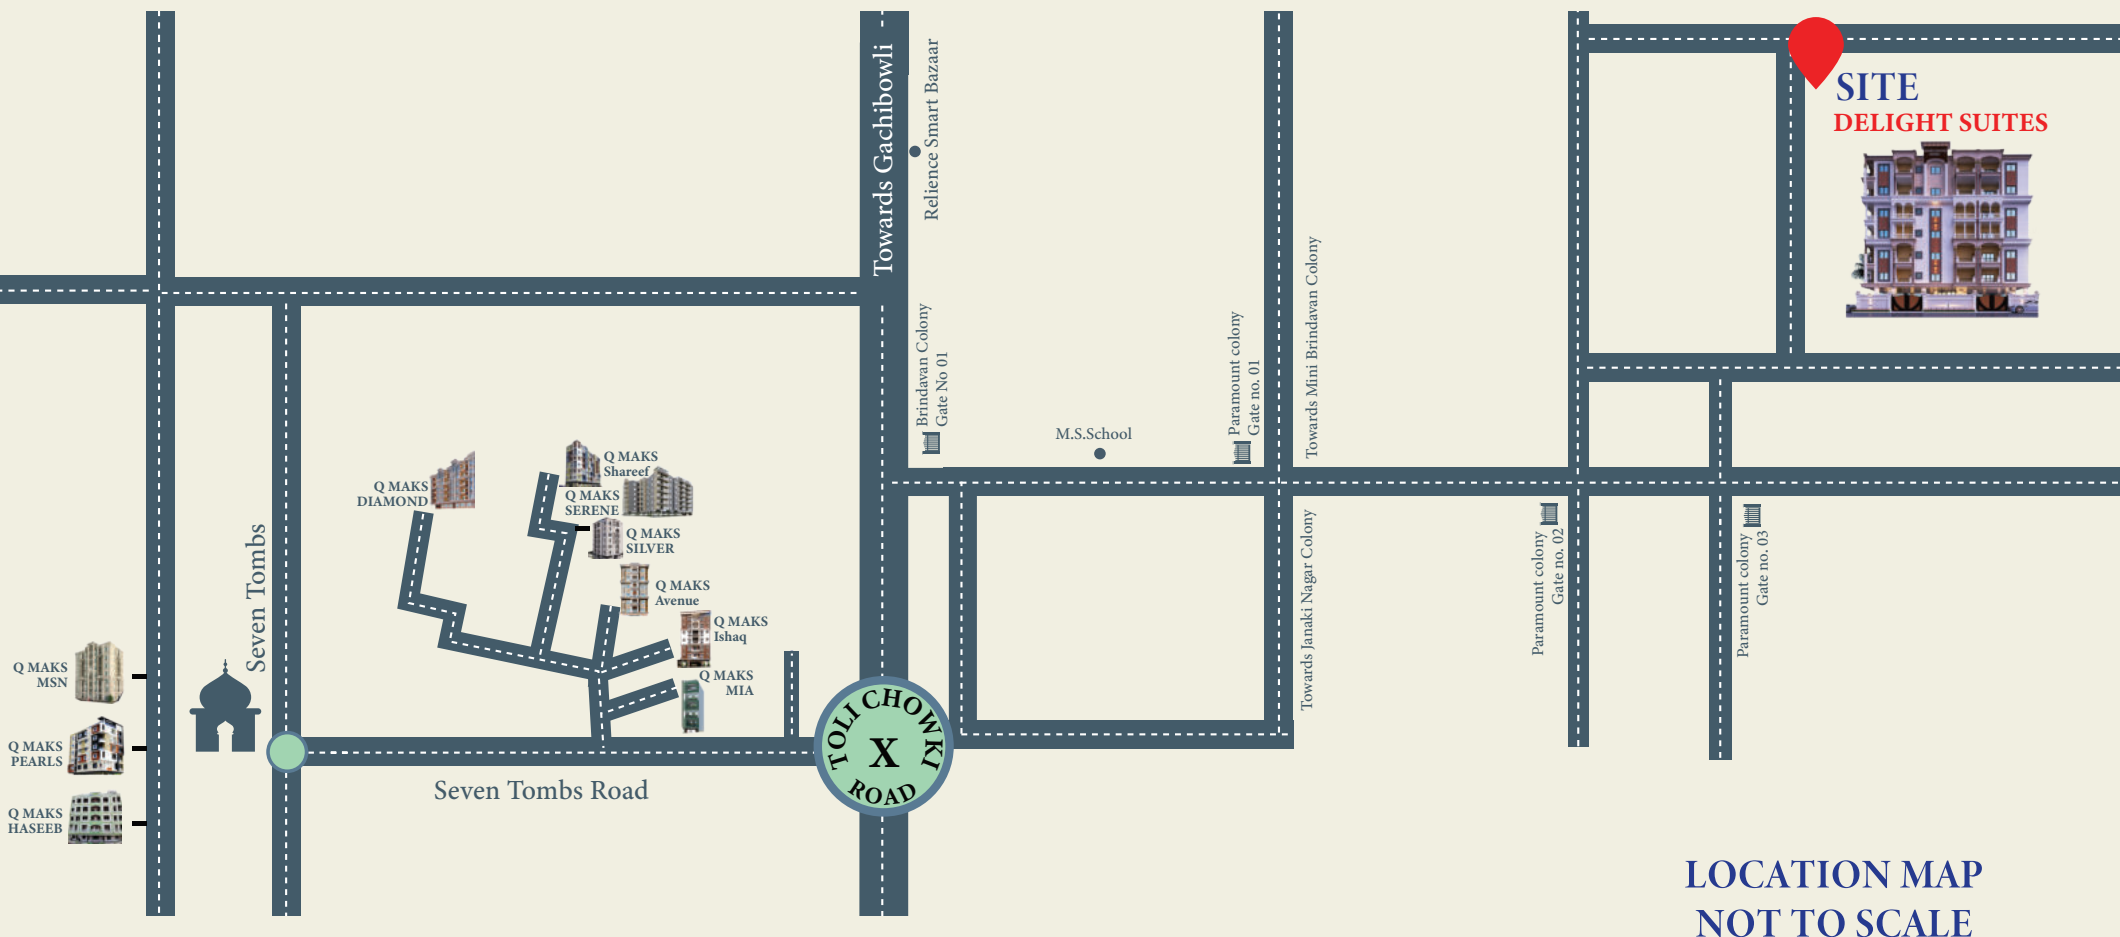 Towards Gachibowli
Relience Smart Bazaar
SITE
DELIGHT SUITES
Brindavan Colony
Gate No 01
Paramount colony
Gate no. 01
Towards Mini Brindavan Colony
M.S.School
Q MAKS
DIAMOND
Q MAKS
Shareef
Q MAKS
SERENE
Q MAKS
SILVER
Q MAKS
Avenue
Q MAKS
Ishaq
Q MAKS
MIA
Seven Tombs
Towards Janaki Nagar Colony
Paramount colony
Gate no. 02
Paramount colony
Gate no. 03
Q MAKS
MSN
Q MAKS
PEARLS
Q MAKS
HASEEB
TOLI CHOWKI
X
ROAD
Seven Tombs Road
LOCATION MAP
NOT TO SCALE